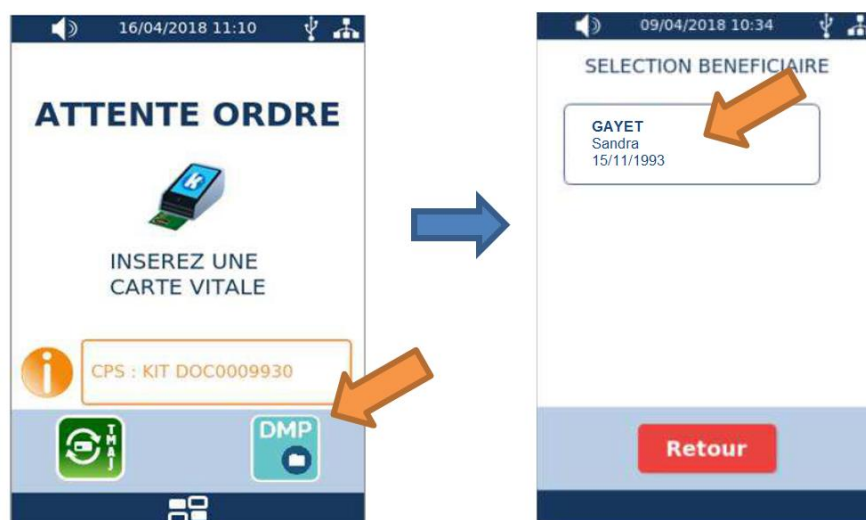 16/04/2018 11:10
ATTENTE ORDRE
k
INSEREZ UNE
CARTE VITALE
i
CPS : KIT DOC0009930
TMAJ
DMP
09/04/2018 10:34
SELECTION BENEFICIAIRE
GAYET
Sandra
15/11/1993
Retour